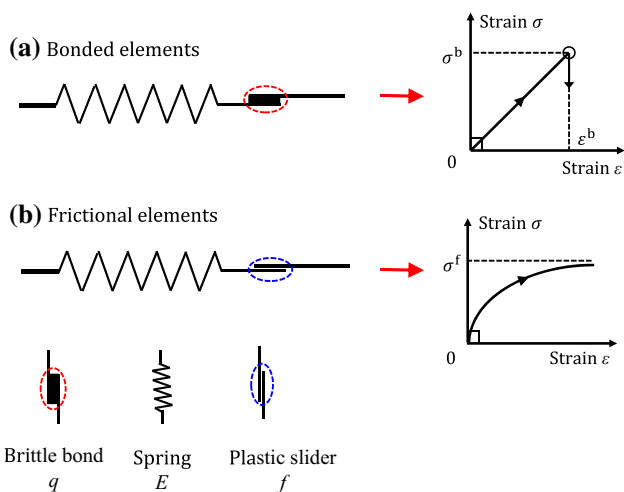 (a) Bonded elements
Strain σ
σᵇ
εᵇ
0
Strain ε
(b) Frictional elements
Strain σ
σᶠ
0
Strain ε
Brittle bond
q
Spring
E
Plastic slider
f